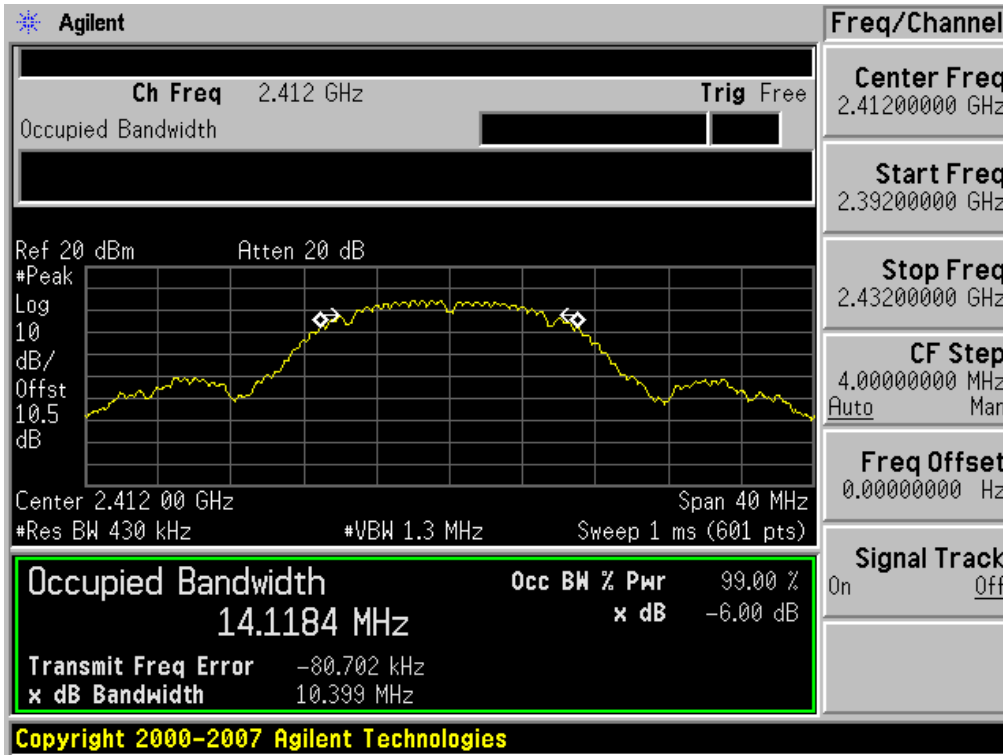 Agilent
Freq/Channel
Ch Freq 2.412 GHz Trig Free
Occupied Bandwidth
Center Freq
2.41200000 GHz
Start Freq
2.39200000 GHz
Stop Freq
2.43200000 GHz
CF Step
4.00000000 MHz
Auto Man
Freq Offset
0.00000000 Hz
Signal Track
On Off
Ref 20 dBm Atten 20 dB
#Peak
Log
10
dB/
Offst
10.5
dB
Center 2.412 00 GHz Span 40 MHz
#Res BW 430 kHz #VBW 1.3 MHz Sweep 1 ms (601 pts)
Occupied Bandwidth Occ BW % Pwr 99.00 %
14.1184 MHz x dB -6.00 dB
Transmit Freq Error -80.702 kHz
x dB Bandwidth 10.399 MHz
Copyright 2000-2007 Agilent Technologies